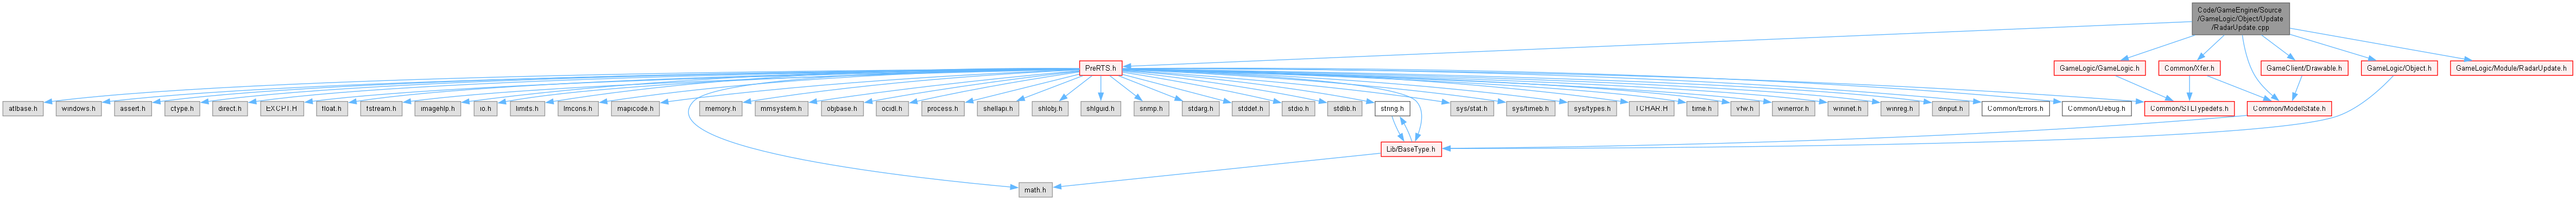 Code/GameEngine/Source
/GameLogic/Object/Update
/RadarUpdate.cpp
PreRTS.h
GameLogic/GameLogic.h
Common/Xfer.h
GameClient/Drawable.h
GameLogic/Object.h
GameLogic/Module/RadarUpdate.h
atlbase.h
windows.h
assert.h
ctype.h
direct.h
EXCPT.H
float.h
fstream.h
imagehlp.h
io.h
limits.h
lmcons.h
mapicode.h
memory.h
mmsystem.h
objbase.h
ocidl.h
process.h
shellapi.h
shlobj.h
shlguid.h
snmp.h
stdarg.h
stddef.h
stdio.h
stdlib.h
string.h
sys/stat.h
sys/timeb.h
sys/types.h
TCHAR.H
time.h
vfw.h
winerror.h
wininet.h
winreg.h
dinput.h
Common/Errors.h
Common/Debug.h
Common/STLTypedefs.h
Common/ModelState.h
Lib/BaseType.h
math.h